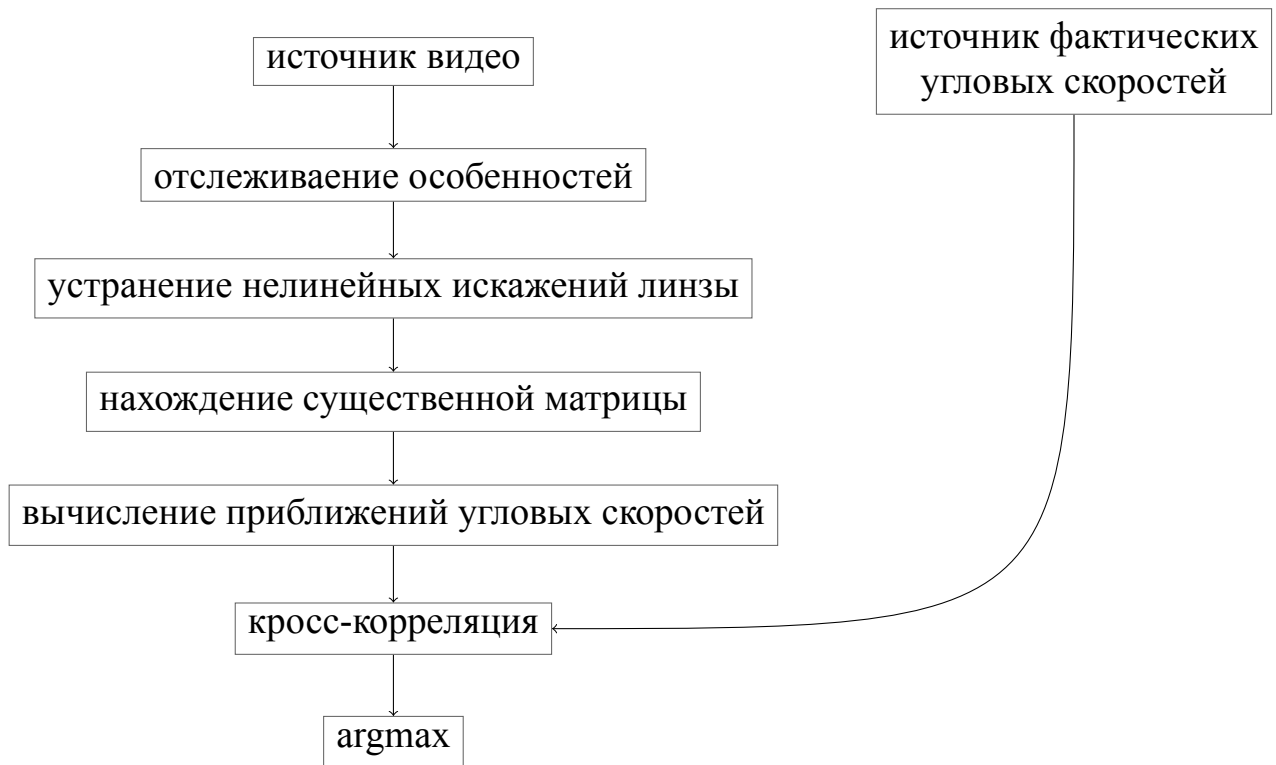 источник видео
источник фактических
угловых скоростей
отслеживаение особенностей
устранение нелинейных искажений линзы
нахождение существенной матрицы
вычисление приближений угловых скоростей
кросс-корреляция
argmax